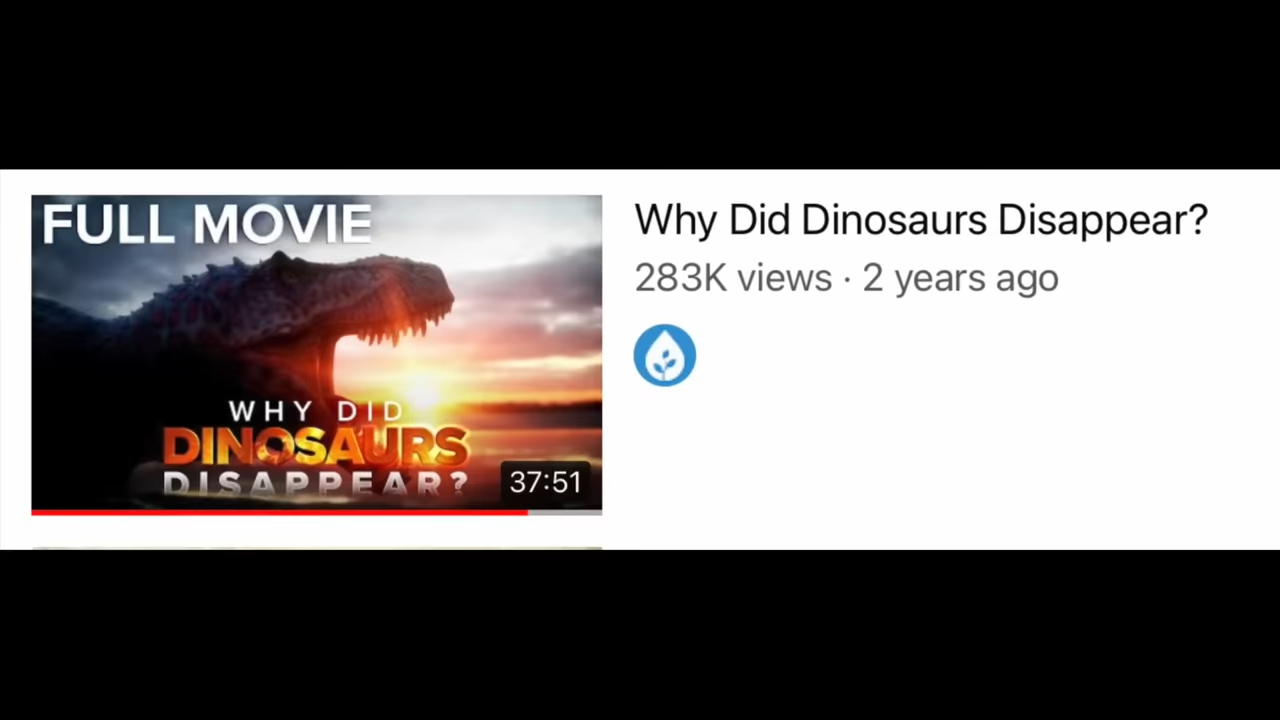 FULL MOVIE
WHY DID
DINOSAURS
DISAPPEAR?
37:51
Why Did Dinosaurs Disappear?
283K views · 2 years ago